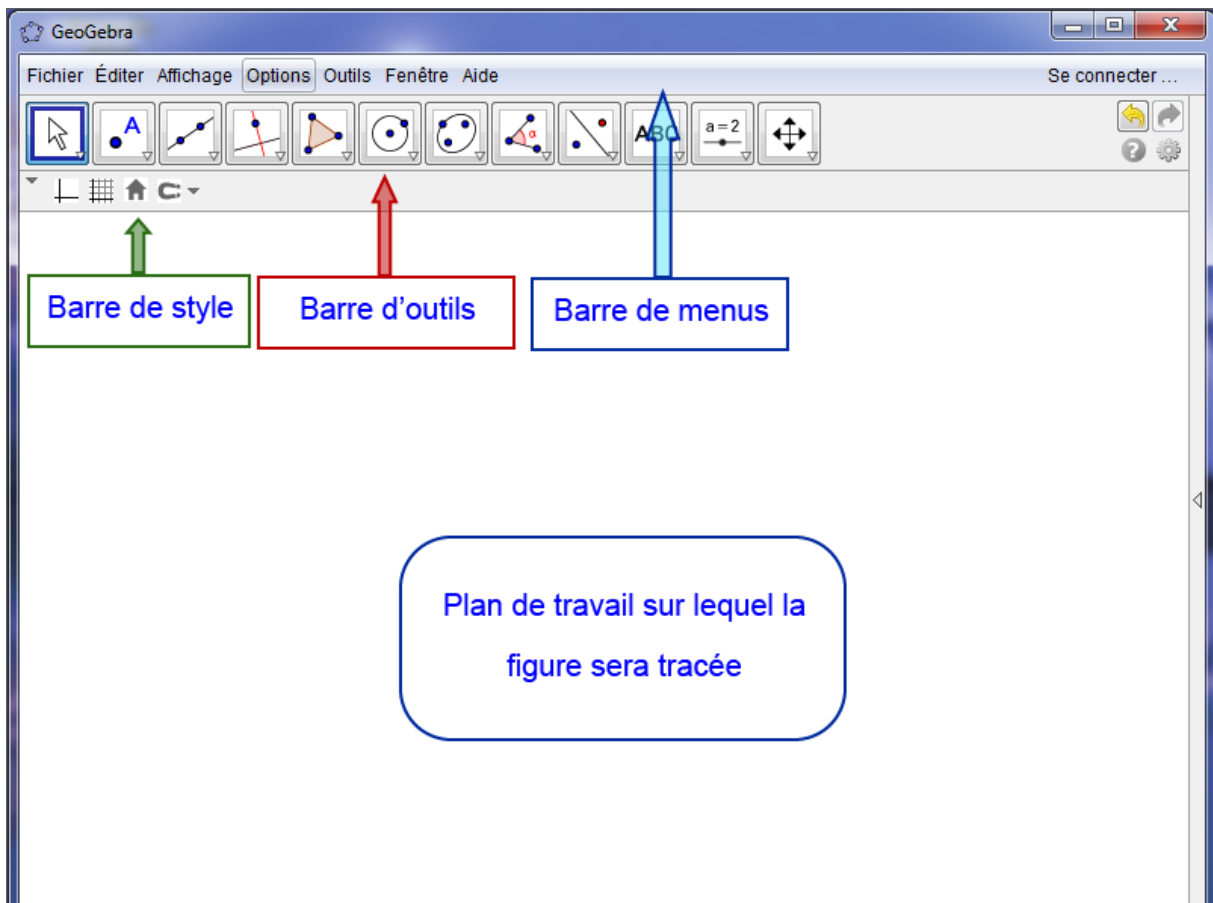 GeoGebra
Fichier Éditer Affichage Options Outils Fenêtre Aide Se connecter ...
A α ABC a=2
Barre de style Barre d'outils Barre de menus
Plan de travail sur lequel la
figure sera tracée